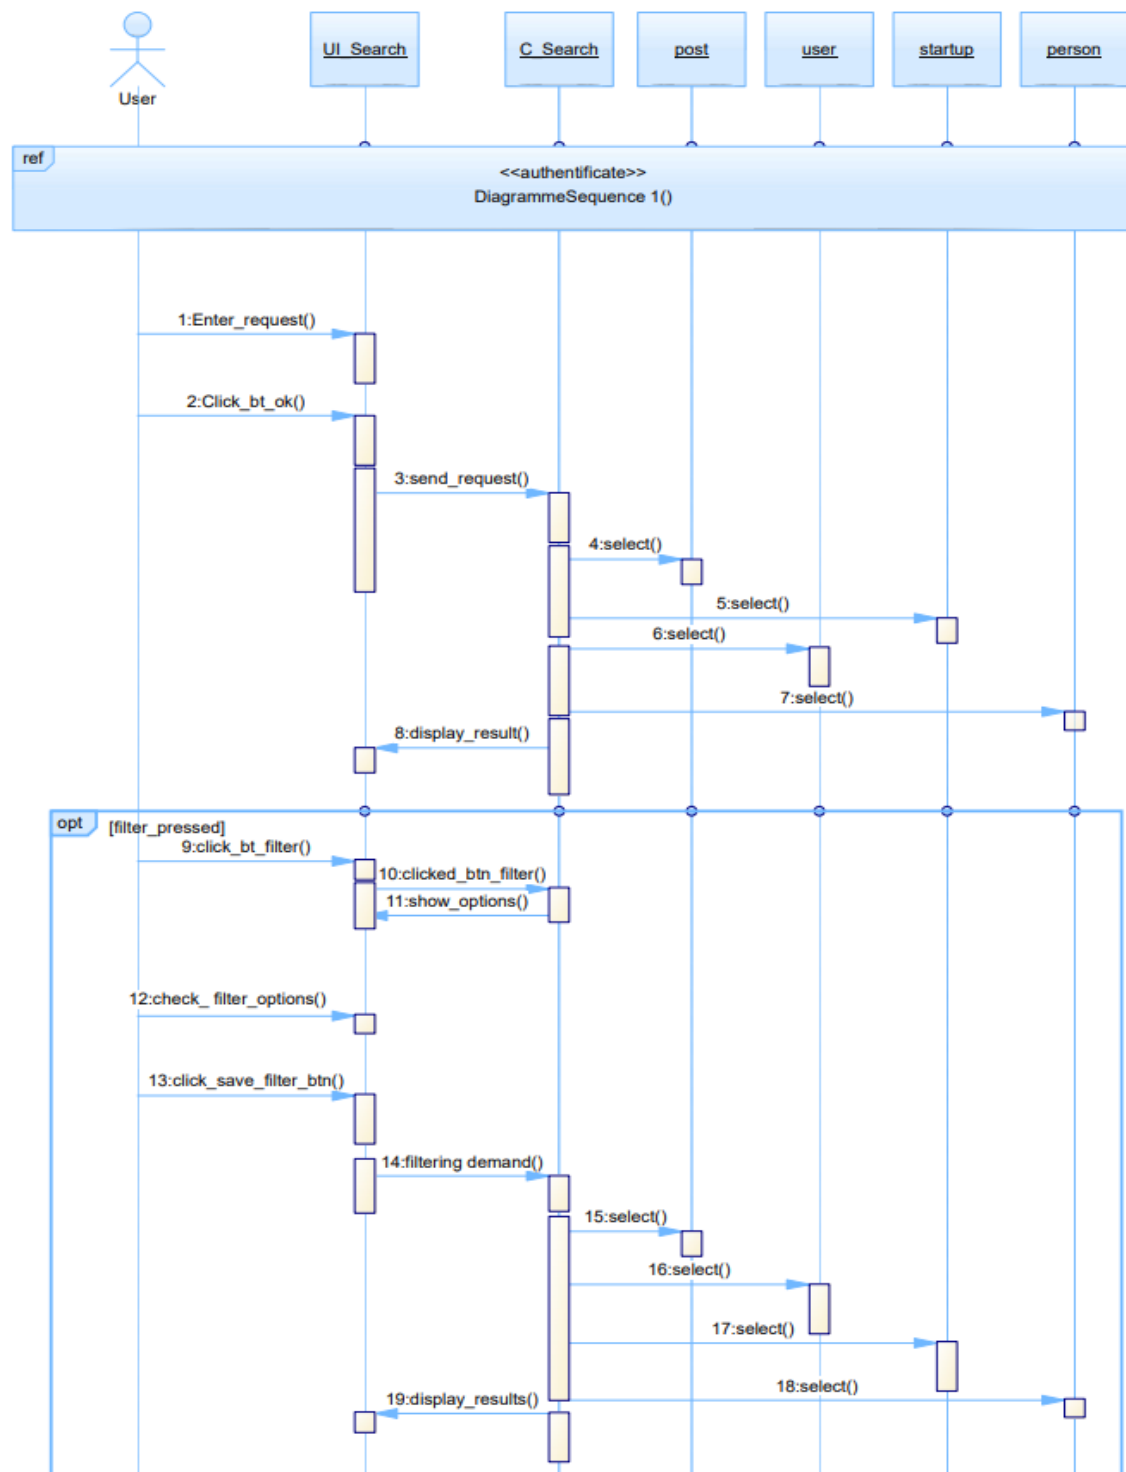 UI_Search
C_Search
post
user
startup
person
User
ref
<<authentificate>>
DiagrammeSequence 1()
1:Enter_request()
2:Click_bt_ok()
3:send_request()
4:select()
5:select()
6:select()
7:select()
8:display_result()
opt
[filter_pressed]
9:click_bt_filter()
10:clicked_btn_filter()
11:show_options()
12:check_ filter_options()
13:click_save_filter_btn()
14:filtering demand()
15:select()
16:select()
17:select()
18:select()
19:display_results()